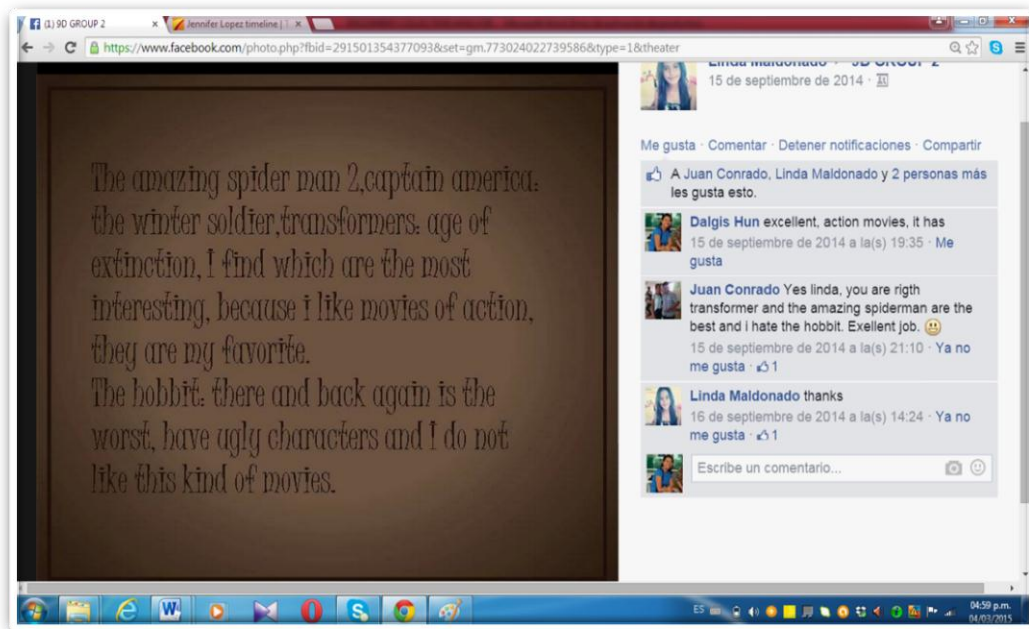 (1) 9D GROUP 2
Jennifer Lopez timeline | T
https://www.facebook.com/photo.php?fbid=291501354377093&set=gm.773024022739586&type=1&theater
Linda Maldonado 9D GROUP 2
15 de septiembre de 2014 ·
The amazing spider man 2,captain america:
the winter soldier,transformers: age of
extinction, I find which are the most
interesting, because i like movies of action,
they are my favorite.
The hobbit: there and back again is the
worst, have ugly characters and I do not
like this kind of movies.
Me gusta · Comentar · Detener notificaciones · Compartir
A Juan Conrado, Linda Maldonado y 2 personas más
les gusta esto.
Dalgis Hun excellent, action movies, it has
15 de septiembre de 2014 a la(s) 19:35 · Me
gusta
Juan Conrado Yes linda, you are rigth
transformer and the amazing spiderman are the
best and i hate the hobbit. Exellent job.
15 de septiembre de 2014 a la(s) 21:10 · Ya no
me gusta · 1
Linda Maldonado thanks
16 de septiembre de 2014 a la(s) 14:24 · Ya no
me gusta · 1
Escribe un comentario...
ES
04:59 p.m.
04/03/2015